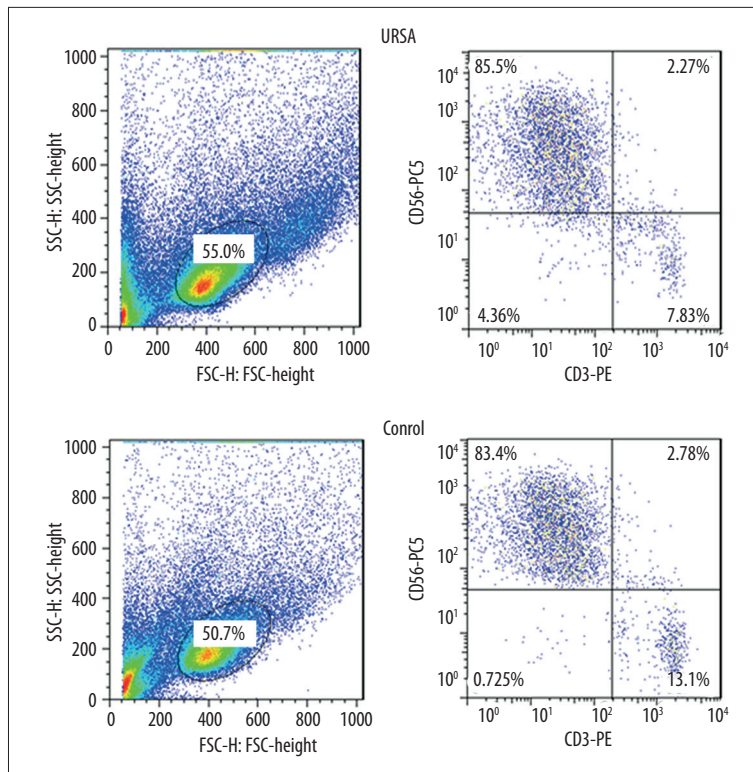 URSA
1000
800
600
400
200
0
SSC-H: SSC-height
55.0%
0 200 400 600 800 1000
FSC-H: FSC-height
85.5% 2.27%
10⁴
10³
10²
10¹
10⁰
CD56-PC5
4.36% 7.83%
10⁰ 10¹ 10² 10³ 10⁴
CD3-PE
Conrol
1000
800
600
400
200
0
SSC-H: SSC-height
50.7%
0 200 400 600 800 1000
FSC-H: FSC-height
83.4% 2.78%
10⁴
10³
10²
10¹
10⁰
CD56-PC5
0.725% 13.1%
10⁰ 10¹ 10² 10³ 10⁴
CD3-PE